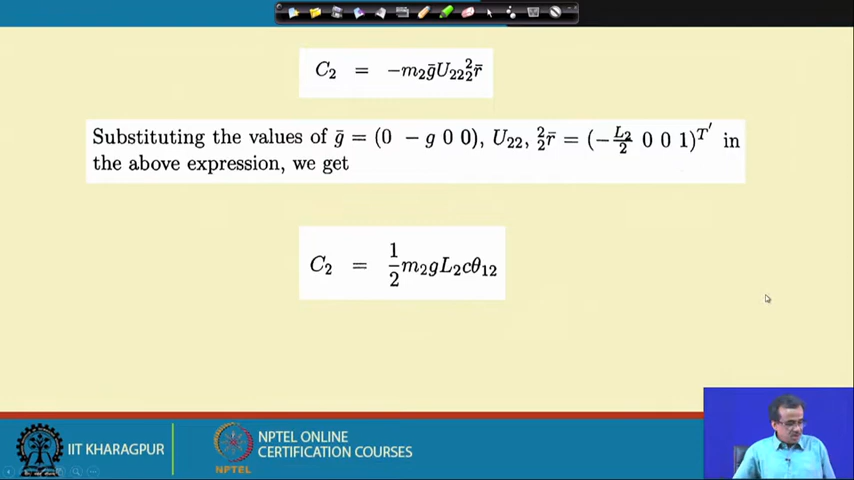 C₂ = −m₂ḡU₂₂²₂r̄
Substituting the values of ḡ = (0 −g 0 0), U₂₂, ²₂r̄ = (−L₂/2 0 0 1)ᵀ′ in
the above expression, we get
C₂ = 1/2 m₂gL₂cθ₁₂
IIT KHARAGPUR
NPTEL
NPTEL ONLINE
CERTIFICATION COURSES